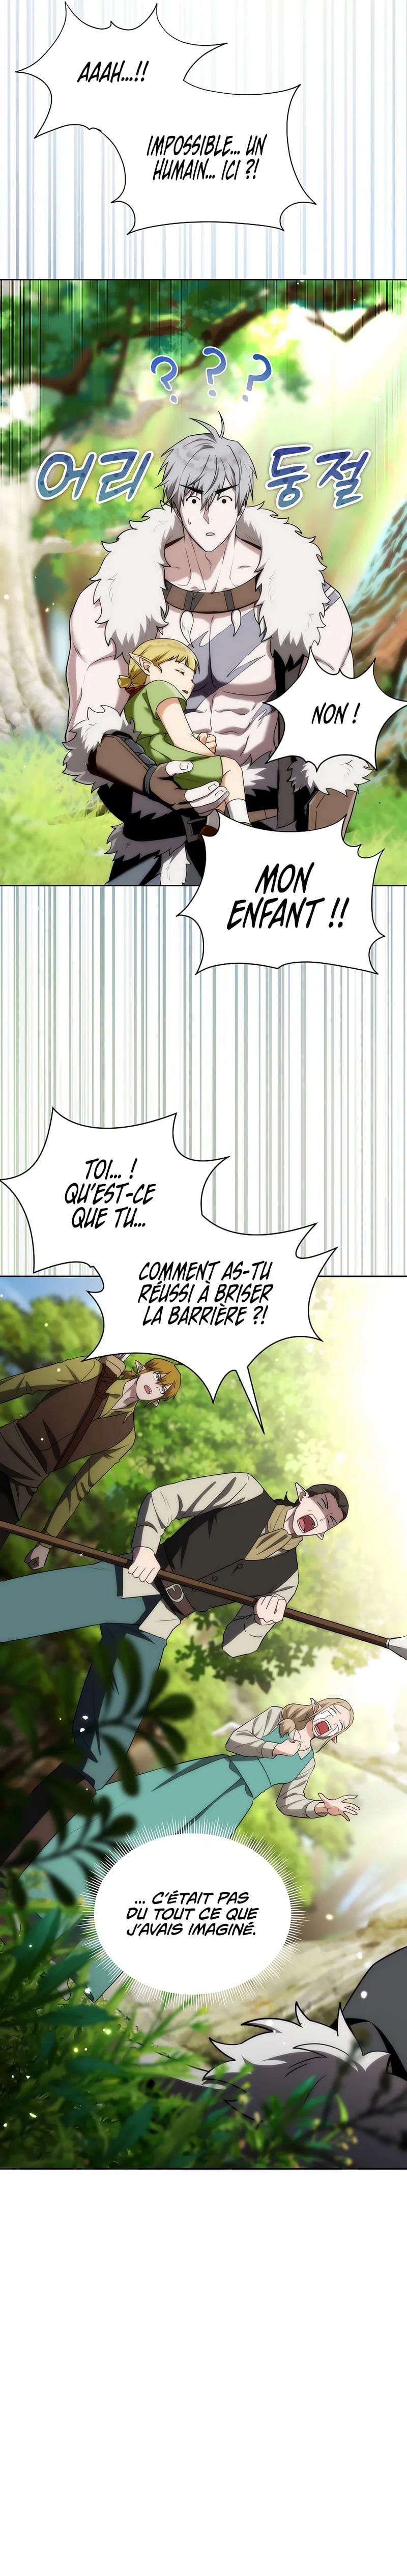 AAAH...!!
IMPOSSIBLE... UN
HUMAIN... ICI ?!
? ? ?
어리 둥절
NON !
MON
ENFANT !!
TOI... !
QU'EST-CE
QUE TU...
COMMENT AS-TU
RÉUSSI À BRISER
LA BARRIÈRE ?!
... C'ÉTAIT PAS
DU TOUT CE QUE
J'AVAIS IMAGINÉ.